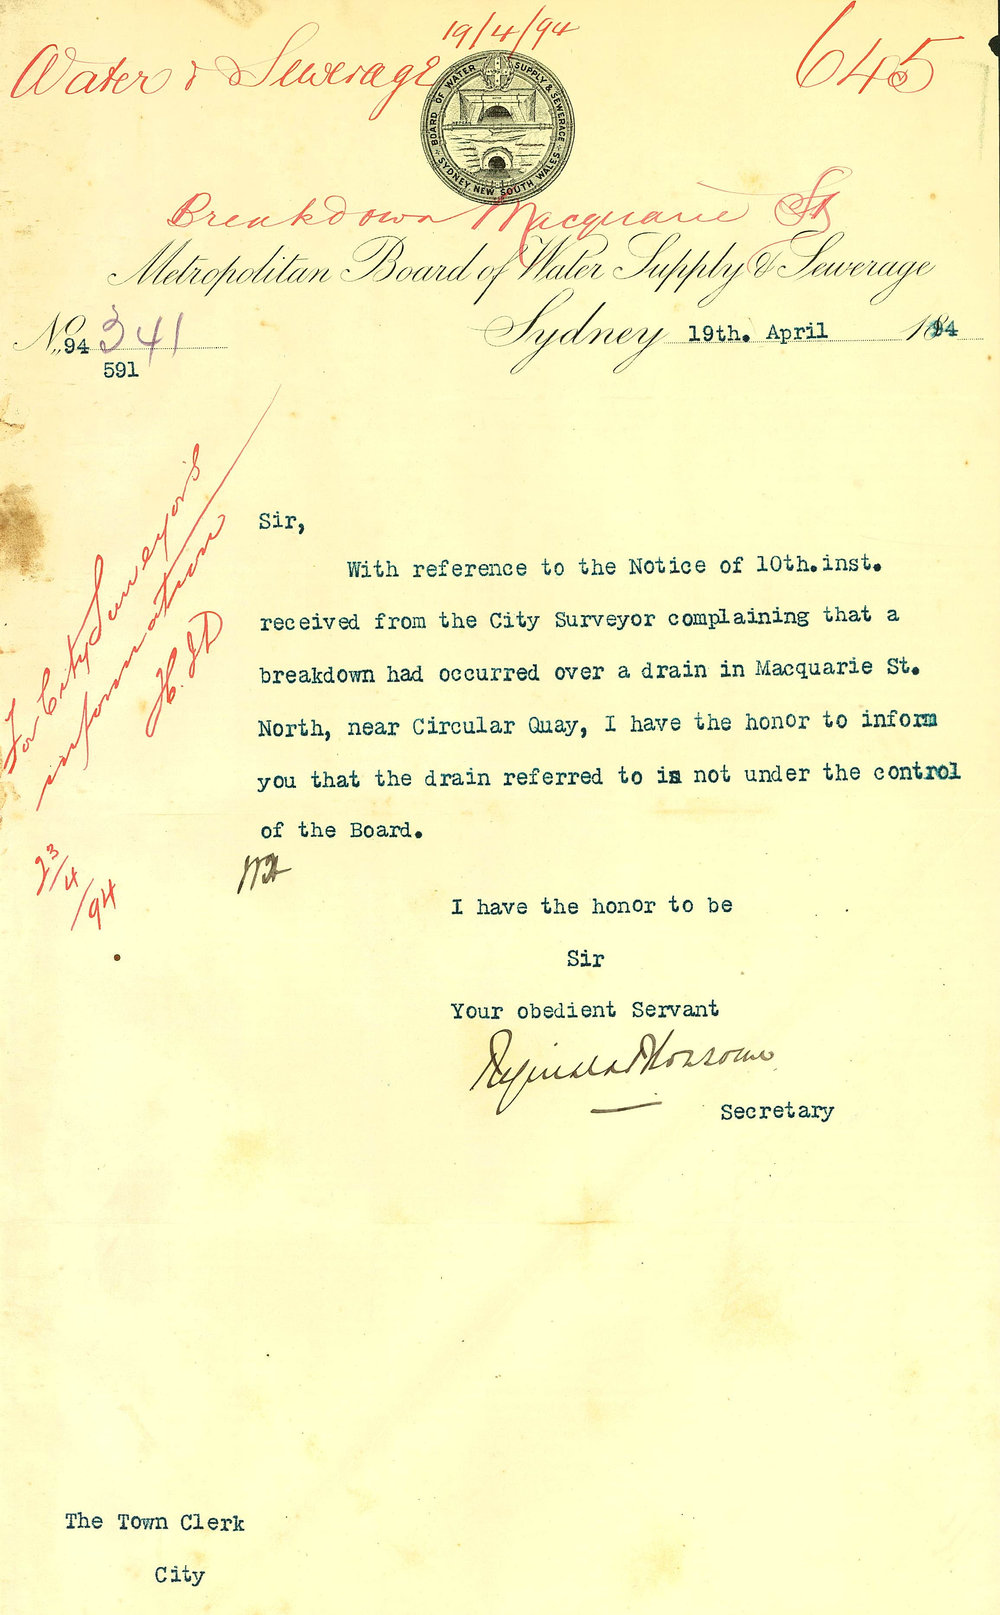 19/4/94
Water & Sewerage
645
BOARD OF WATER SUPPLY & SEWERAGE
SYDNEY NEW SOUTH WALES
Breakdown Macquarie St
Metropolitan Board of Water Supply & Sewerage
No. 94 341
591
Sydney 19th. April 1894
For City Surveyor's
information
H.J.D
23/4/94
Sir,
With reference to the Notice of 10th.inst.
received from the City Surveyor complaining that a
breakdown had occurred over a drain in Macquarie St.
North, near Circular Quay, I have the honor to inform
you that the drain referred to is not under the control
of the Board.
I have the honor to be
Sir
Your obedient Servant
Secretary
The Town Clerk
City